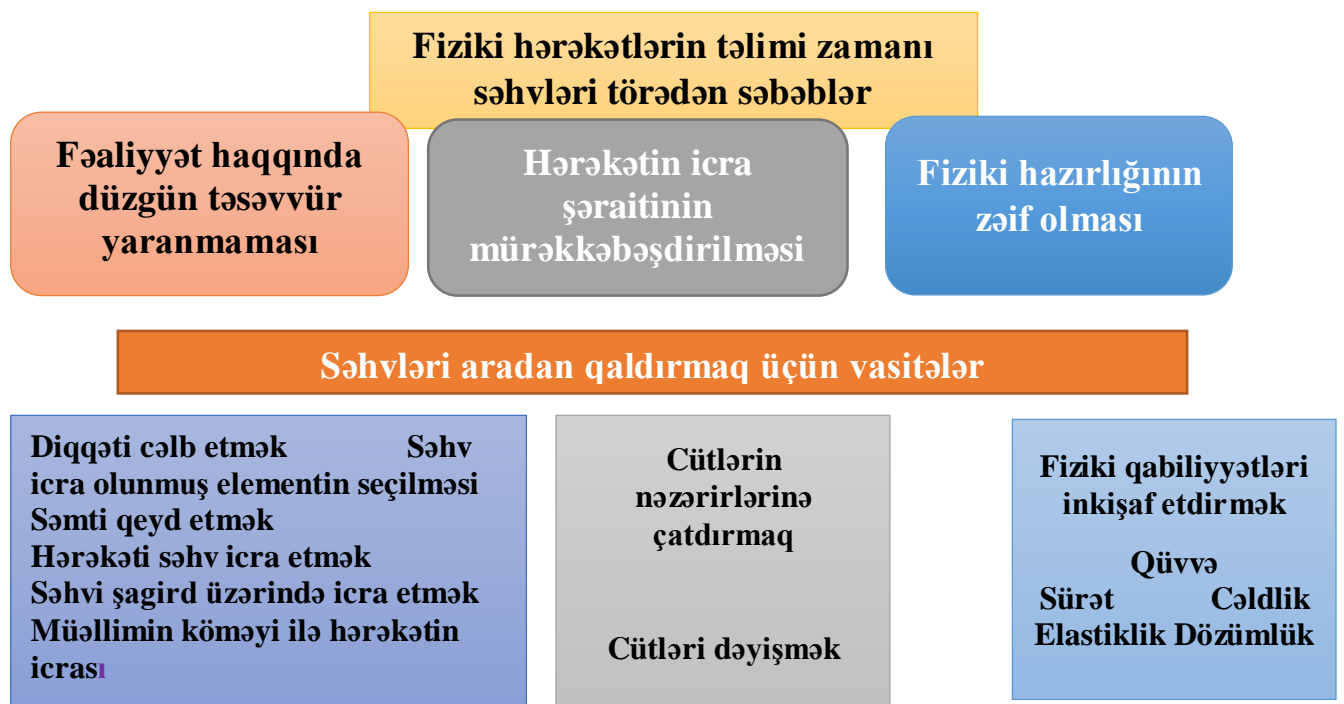 Fiziki hərəkətlərin təlimi zamanı
səhvləri törədən səbəblər
Fəaliyyət haqqında
düzgün təsəvvür
yaranmaması
Hərəkətin icra
şəraitinin
mürəkkəbəşdirilməsi
Fiziki hazırlığının
zəif olması
Səhvləri aradan qaldırmaq üçün vasitələr
Diqqəti cəlb etmək Səhv
icra olunmuş elementin seçilməsi
Səmti qeyd etmək
Hərəkəti səhv icra etmək
Səhvi şagird üzərində icra etmək
Müəllimin köməyi ilə hərəkətin
icrası
Cütlərin
nəzərirlərinə
çatdırmaq
Cütləri dəyişmək
Fiziki qabiliyyətləri
inkişaf etdirmək
Qüvvə
Sürət Cəldlik
Elastiklik Dözümlük